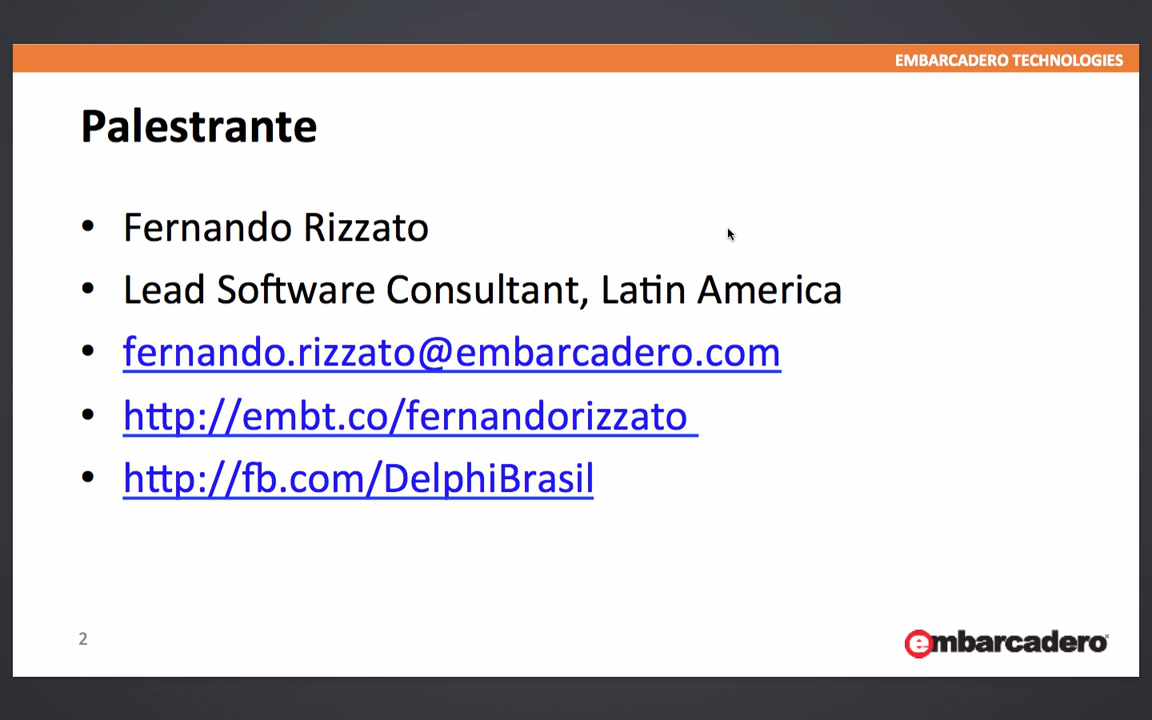 EMBARCADERO TECHNOLOGIES
Palestrante
• Fernando Rizzato
• Lead Software Consultant, Latin America
• fernando.rizzato@embarcadero.com
• http://embt.co/fernandorizzato
• http://fb.com/DelphiBrasil
2
embarcadero®